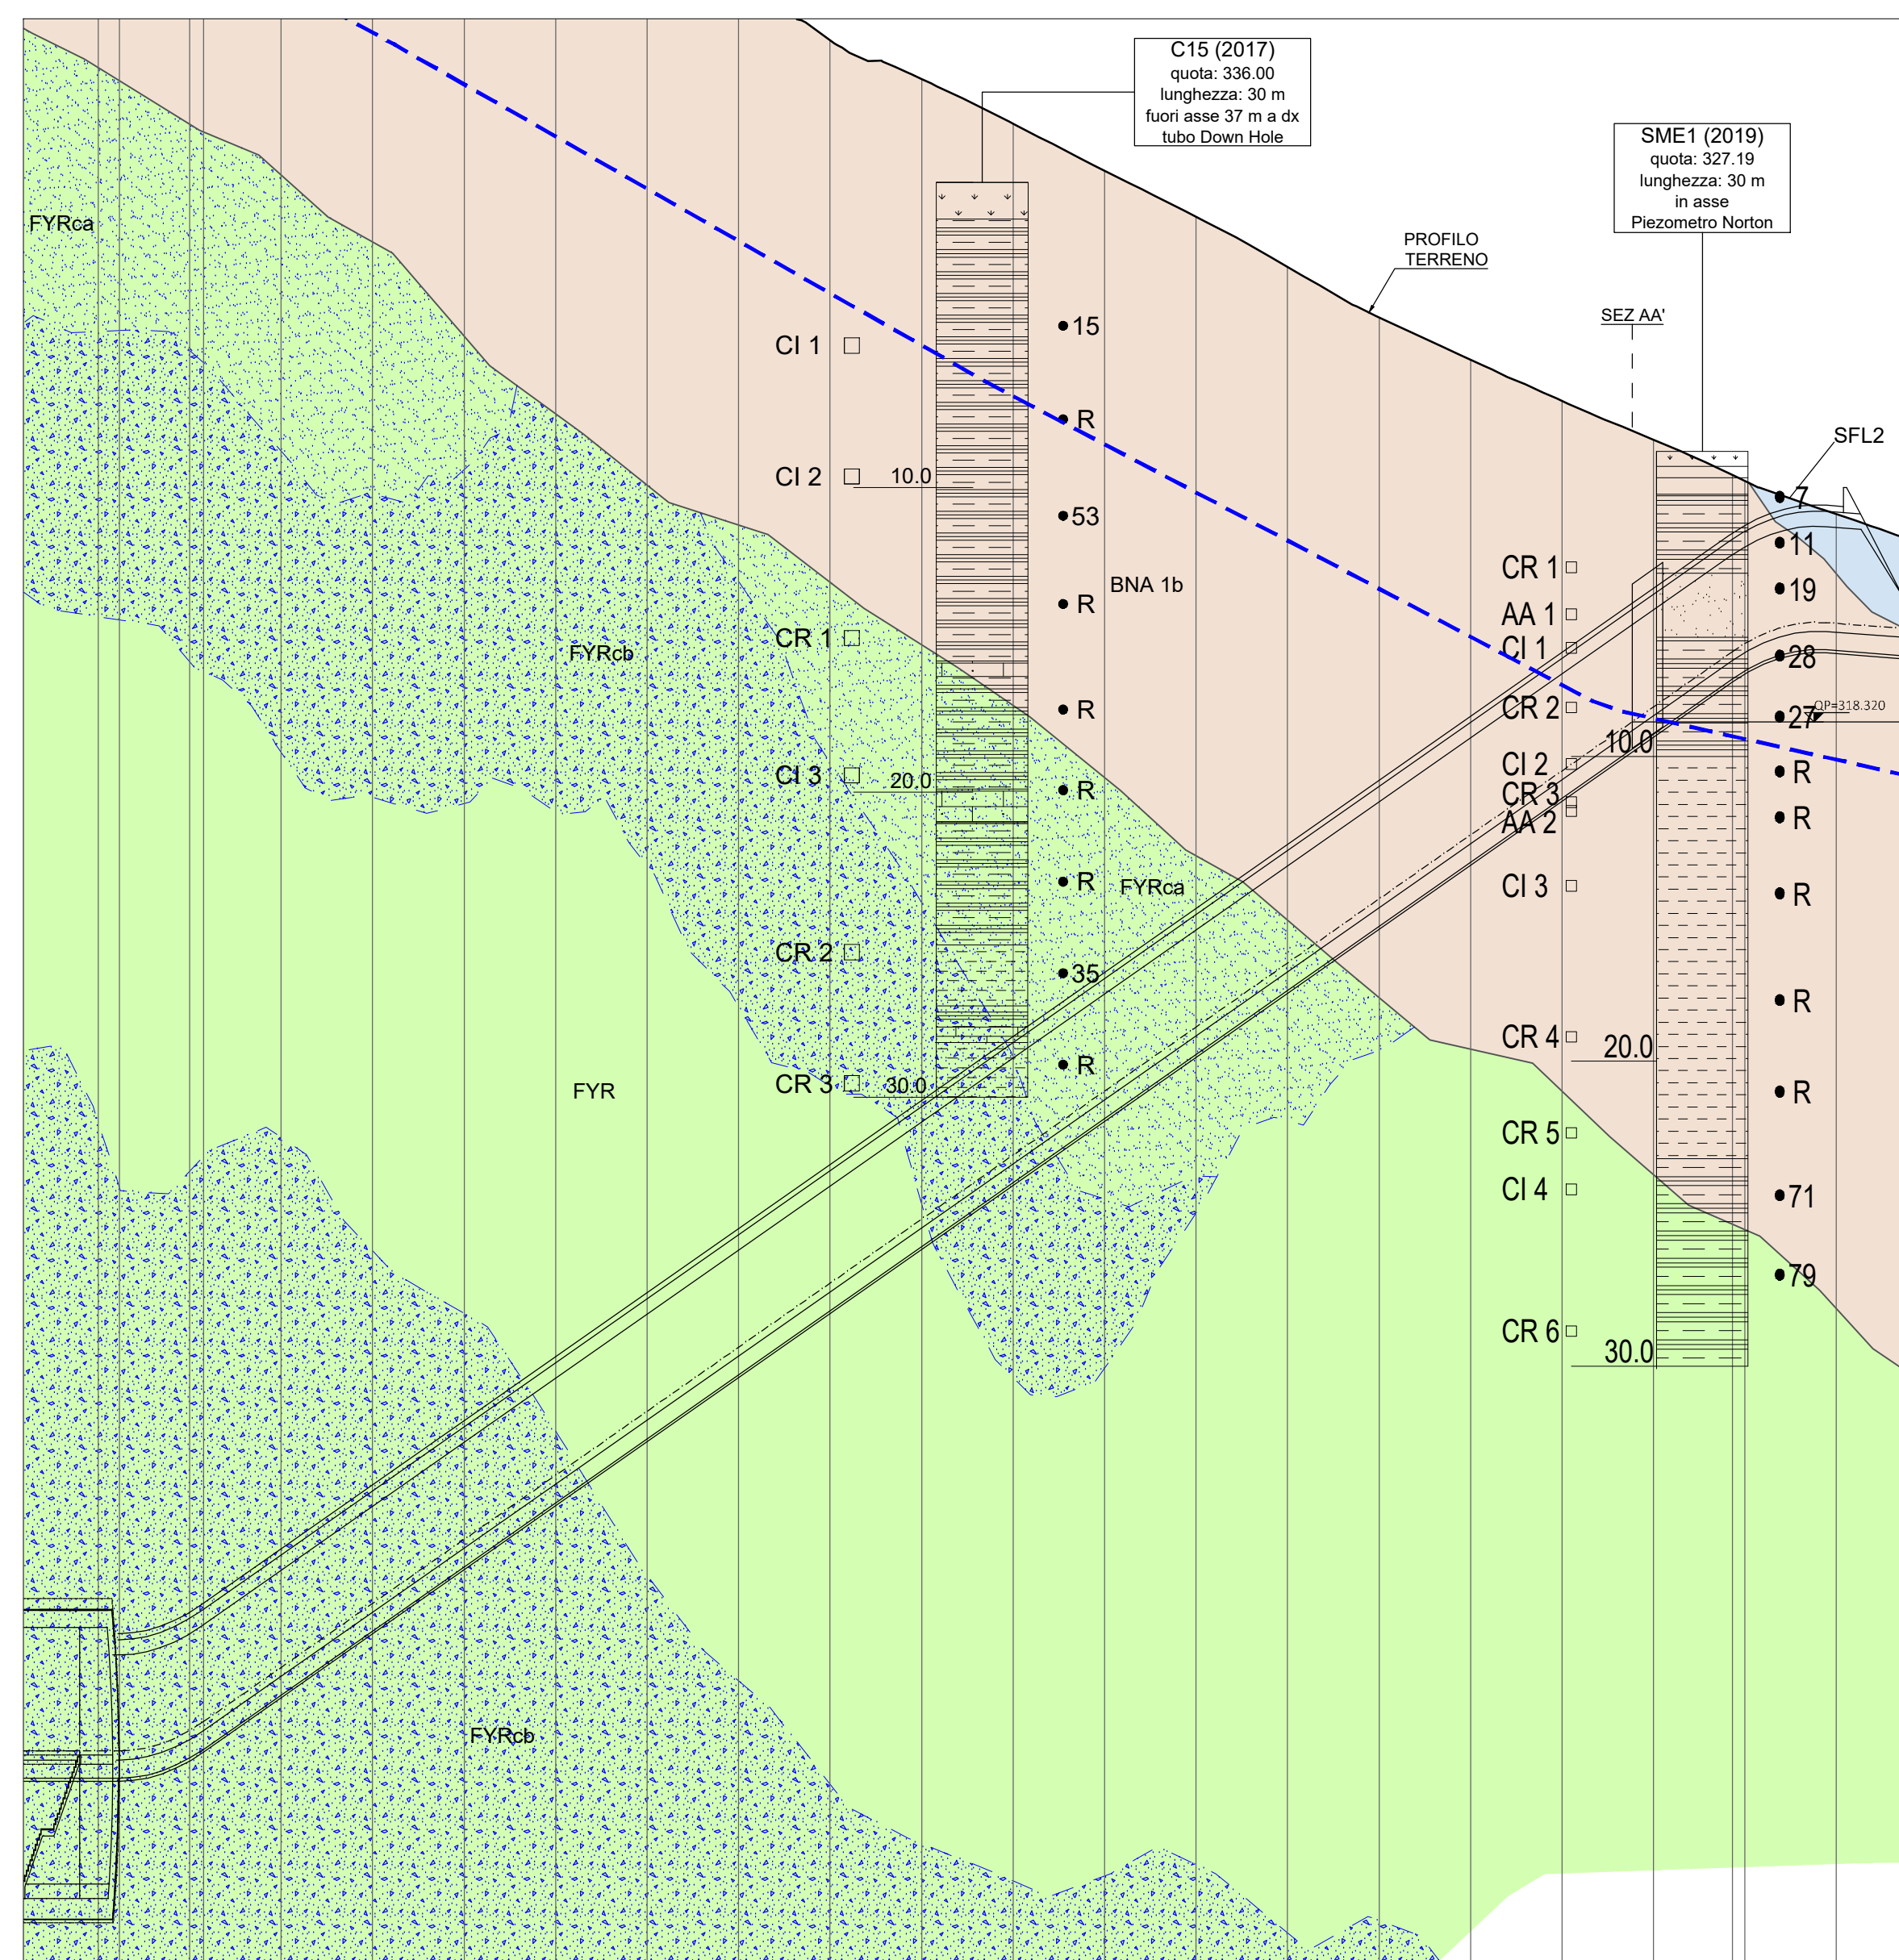 C15 (2017)
quota: 336.00
lunghezza: 30 m
fuori asse 37 m a dx
tubo Down Hole
SME1 (2019)
quota: 327.19
lunghezza: 30 m
in asse
Piezometro Norton
PROFILO
TERRENO
SEZ AA'
SFL2
FYRca
CI 1
CI 2
CR 1
CI 3
CR 2
CR 3
10.0
20.0
30.0
15
R
53
R
R
R
R
35
R
BNA 1b
FYRcb
FYRca
FYR
FYRcb
CR 1
AA 1
CI 1
CR 2
CI 2
CR 3
AA 2
CI 3
CR 4
CR 5
CI 4
CR 6
10.0
20.0
30.0
7
11
19
28
27
QP=318.320
R
R
R
R
R
71
79